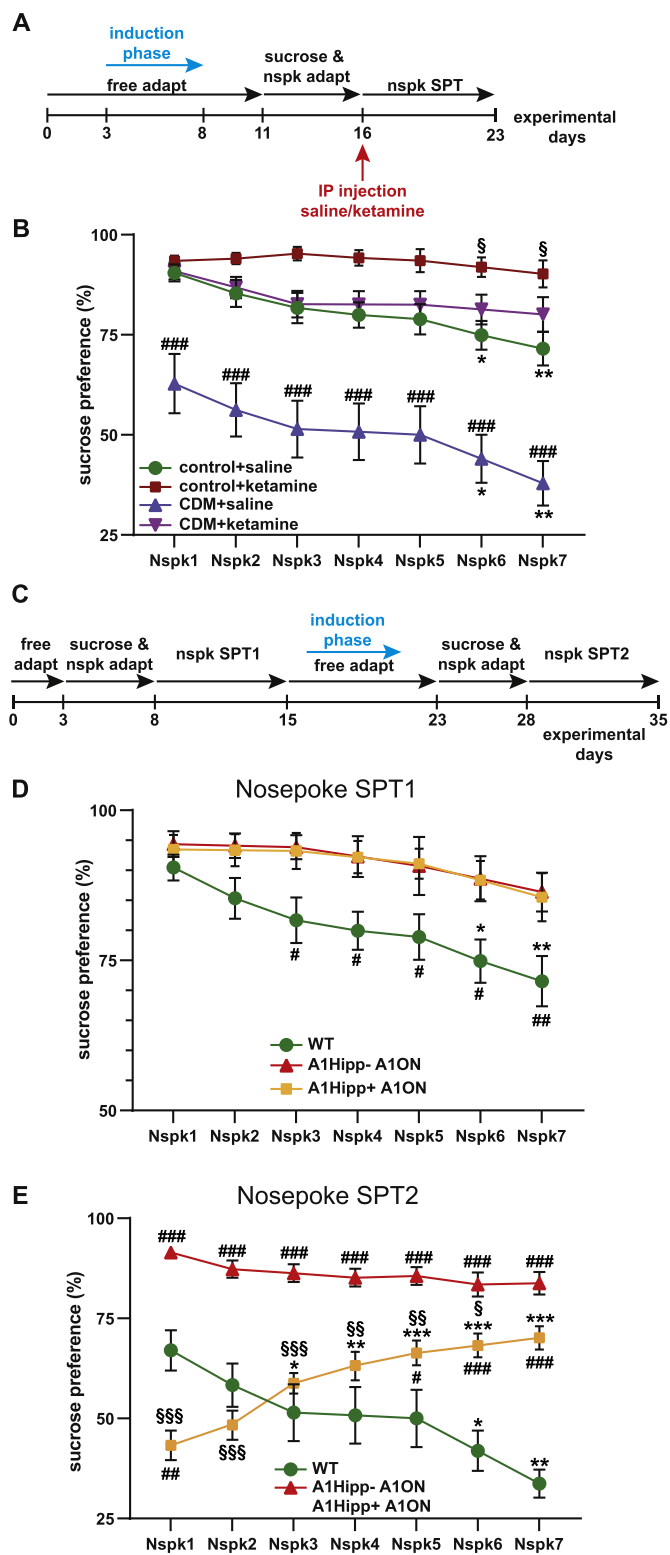 A
induction
phase
sucrose &
nspk adapt
free adapt
nspk SPT
0 3 8 11 16 23
experimental
days
IP injection
saline/ketamine
B
sucrose preference (%)
100
75
50
25
§ §
* **
### ### ### ### ### ### ###
* **
control+saline
control+ketamine
CDM+saline
CDM+ketamine
Nspk1 Nspk2 Nspk3 Nspk4 Nspk5 Nspk6 Nspk7
C
free
adapt
sucrose &
nspk adapt
nspk SPT1
induction
phase
free adapt
sucrose &
nspk adapt
nspk SPT2
0 3 8 15 23 28 35
experimental
days
D
Nosepoke SPT1
sucrose preference (%)
100
75
50
* **
# # # # ##
WT
A1Hipp- A1ON
A1Hipp+ A1ON
Nspk1 Nspk2 Nspk3 Nspk4 Nspk5 Nspk6 Nspk7
E
Nosepoke SPT2
sucrose preference (%)
100
75
50
25
### ### ### ### ### ### ###
§§§ §§ §§ §
* ** *** *** ***
# ### ###
§§§ §§§
##
* **
WT
A1Hipp- A1ON
A1Hipp+ A1ON
Nspk1 Nspk2 Nspk3 Nspk4 Nspk5 Nspk6 Nspk7